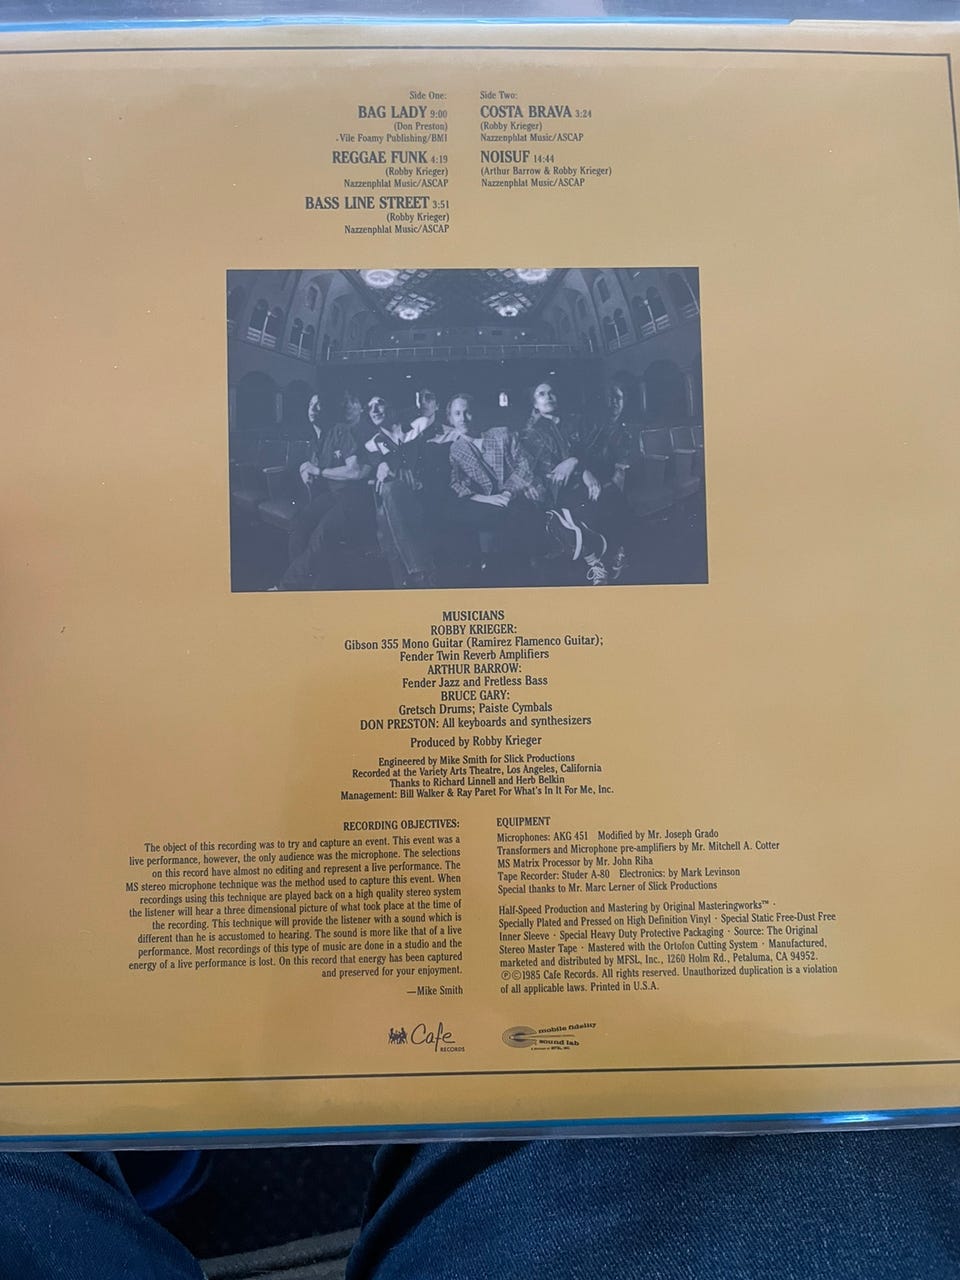 Side One:
BAG LADY 9:00
(Don Preston)
Vile Foamy Publishing/BMI
REGGAE FUNK 4:19
(Robby Krieger)
Nazzenphlat Music/ASCAP
BASS LINE STREET 3:51
(Robby Krieger)
Nazzenphlat Music/ASCAP
Side Two:
COSTA BRAVA 3:24
(Robby Krieger)
Nazzenphlat Music/ASCAP
NOISUF 14:44
(Arthur Barrow & Robby Krieger)
Nazzenphlat Music/ASCAP
MUSICIANS
ROBBY KRIEGER:
Gibson 355 Mono Guitar (Ramirez Flamenco Guitar);
Fender Twin Reverb Amplifiers
ARTHUR BARROW:
Fender Jazz and Fretless Bass
BRUCE GARY:
Gretsch Drums; Paiste Cymbals
DON PRESTON: All keyboards and synthesizers
Produced by Robby Krieger
Engineered by Mike Smith for Slick Productions
Recorded at the Variety Arts Theatre, Los Angeles, California
Thanks to Richard Linnell and Herb Belkin
Management: Bill Walker & Ray Paret For What's In It For Me, Inc.
RECORDING OBJECTIVES:
The object of this recording was to try and capture an event. This event was a
live performance, however, the only audience was the microphone. The selections
on this record have almost no editing and represent a live performance. The
MS stereo microphone technique was the method used to capture this event. When
recordings using this technique are played back on a high quality stereo system
the listener will hear a three dimensional picture of what took place at the time of
the recording. This technique will provide the listener with a sound which is
different than he is accustomed to hearing. The sound is more like that of a live
performance. Most recordings of this type of music are done in a studio and the
energy of a live performance is lost. On this record that energy has been captured
and preserved for your enjoyment.
—Mike Smith
EQUIPMENT
Microphones: AKG 451 Modified by Mr. Joseph Grado
Transformers and Microphone pre-amplifiers by Mr. Mitchell A. Cotter
MS Matrix Processor by Mr. John Riha
Tape Recorder: Studer A-80 Electronics: by Mark Levinson
Special thanks to Mr. Marc Lerner of Slick Productions
Half-Speed Production and Mastering by Original Masteringworks™ ·
Specially Plated and Pressed on High Definition Vinyl · Special Static Free-Dust Free
Inner Sleeve · Special Heavy Duty Protective Packaging · Source: The Original
Stereo Master Tape · Mastered with the Ortofon Cutting System · Manufactured,
marketed and distributed by MFSL, Inc., 1260 Holm Rd., Petaluma, CA 94952.
℗©1985 Cafe Records. All rights reserved. Unauthorized duplication is a violation
of all applicable laws. Printed in U.S.A.
Cafe
RECORDS
mobile fidelity
sound lab